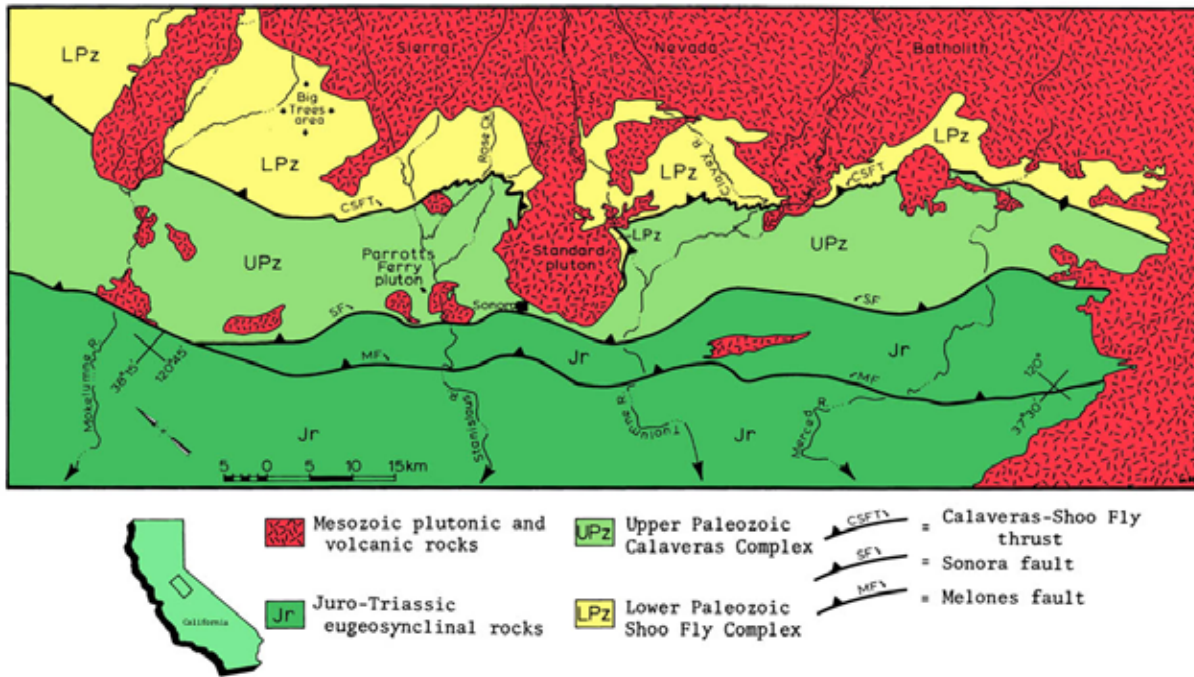 LPz
Sierra
Nevada
Batholith
Big
Trees
area
Rose Ck.
LPz
LPz
Clavey R.
LPz
CSFT
CSFT
UPz
LPz
UPz
Parrotts
Ferry
pluton
Standard
pluton
Sonora
SF
SF
MF
Jr
Jr
MF
Mokelumne R.
38°15'
120°45'
Stanislaus
R.
Tuolumne R.
Merced R.
120°
37°30'
Jr
Jr
5 0 5 10 15km
Mesozoic plutonic and
volcanic rocks
UPz
Upper Paleozoic
Calaveras Complex
CSFT
= Calaveras-Shoo Fly
thrust
SF
= Sonora fault
Jr
Juro-Triassic
eugeosynclinal rocks
LPz
Lower Paleozoic
Shoo Fly Complex
MF
= Melones fault
California